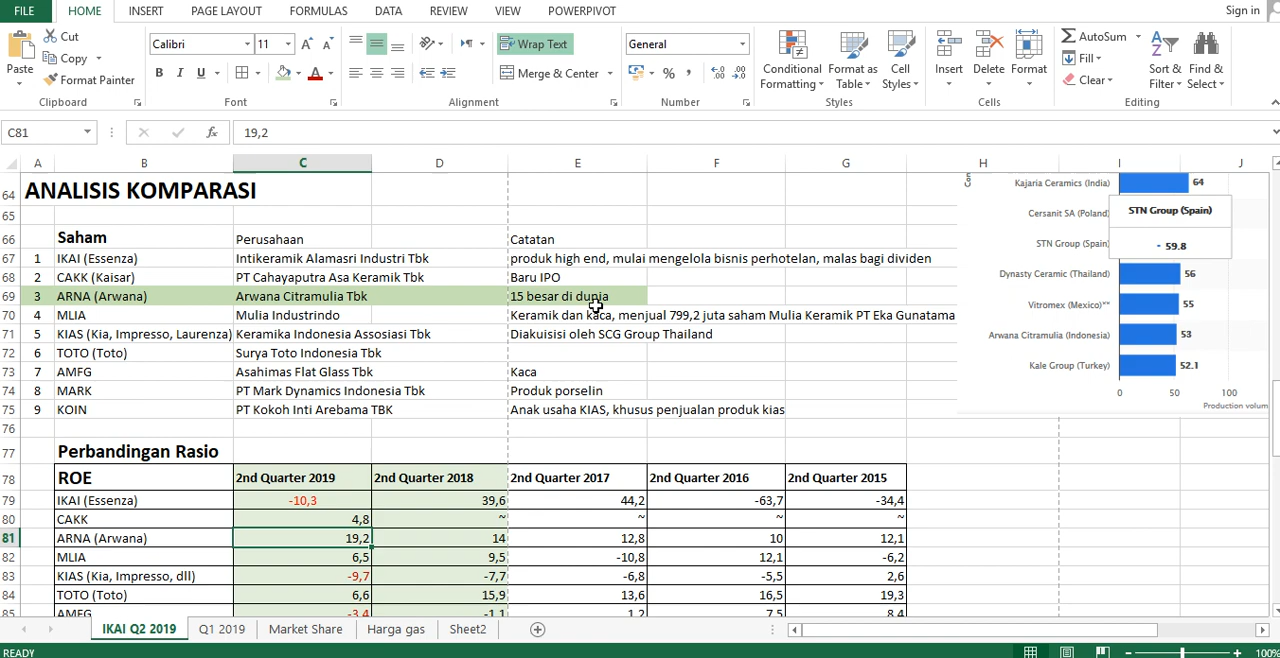 FILE HOME INSERT PAGE LAYOUT FORMULAS DATA REVIEW VIEW POWERPIVOT Sign in
Paste
Cut
Copy
Format Painter
Clipboard
Calibri 11
B I U
Font
Wrap Text
Merge & Center
Alignment
General
Number
Conditional Formatting
Format as Table
Cell Styles
Styles
Insert
Delete
Format
Cells
AutoSum
Fill
Clear
Sort & Filter
Find & Select
Editing
C81 fx 19,2
A B C D E F G H I J
64 ANALISIS KOMPARASI
65
66 Saham Perusahaan Catatan
67 1 IKAI (Essenza) Intikeramik Alamasri Industri Tbk produk high end, mulai mengelola bisnis perhotelan, malas bagi dividen
68 2 CAKK (Kaisar) PT Cahayaputra Asa Keramik Tbk Baru IPO
69 3 ARNA (Arwana) Arwana Citramulia Tbk 15 besar di dunia
70 4 MLIA Mulia Industrindo Keramik dan kaca, menjual 799,2 juta saham Mulia Keramik PT Eka Gunatama
71 5 KIAS (Kia, Impresso, Laurenza) Keramika Indonesia Assosiasi Tbk Diakuisisi oleh SCG Group Thailand
72 6 TOTO (Toto) Surya Toto Indonesia Tbk
73 7 AMFG Asahimas Flat Glass Tbk Kaca
74 8 MARK PT Mark Dynamics Indonesia Tbk Produk porselin
75 9 KOIN PT Kokoh Inti Arebama TBK Anak usaha KIAS, khusus penjualan produk kias
76
77 Perbandingan Rasio
78 ROE 2nd Quarter 2019 2nd Quarter 2018 2nd Quarter 2017 2nd Quarter 2016 2nd Quarter 2015
79 IKAI (Essenza) -10,3 39,6 44,2 -63,7 -34,4
80 CAKK 4,8 ~ ~ ~ ~
81 ARNA (Arwana) 19,2 14 12,8 10 12,1
82 MLIA 6,5 9,5 -10,8 12,1 -6,2
83 KIAS (Kia, Impresso, dll) -9,7 -7,7 -6,8 -5,5 2,6
84 TOTO (Toto) 6,6 15,9 13,6 16,5 19,3
85 AMFG -3,4 -1,1 1,2 7,5 8,4
Con
Kajaria Ceramics (India) 64
Cersanit SA (Poland)
STN Group (Spain)
STN Group (Spain)
- 59.8
Dynasty Ceramic (Thailand) 56
Vitromex (Mexico)** 55
Arwana Citramulia (Indonesia) 53
Kale Group (Turkey) 52.1
0 50 100
Production volum
IKAI Q2 2019 Q1 2019 Market Share Harga gas Sheet2
READY 100%